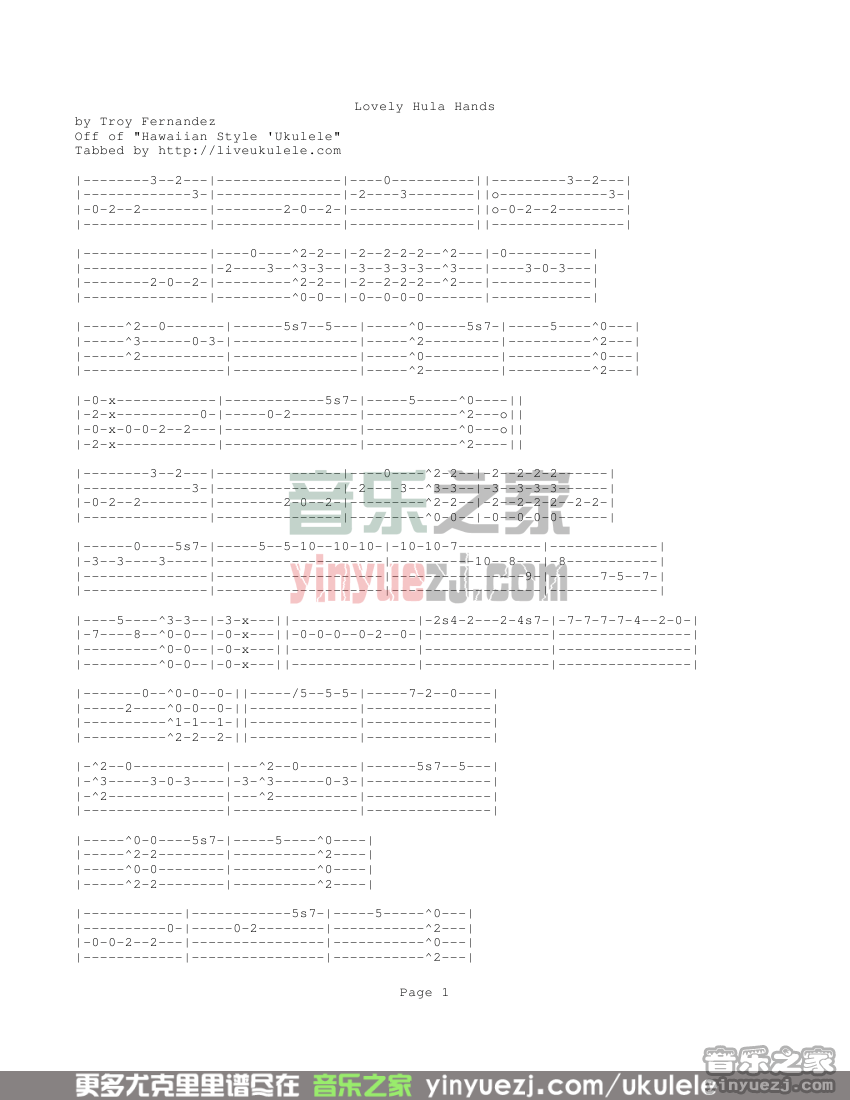 Lovely Hula Hands
by Troy Fernandez
Off of "Hawaiian Style 'Ukulele"
Tabbed by http://liveukulele.com
|--------3--2---|---------------|----0----------||---------3--2---|
|-------------3-|---------------|-2----3--------||o-------------3-|
|-0--2--2--------|--------2-0--2-|---------------||o-0--2--2--------|
|---------------|---------------|---------------||----------------|
|---------------|----0----^2-2--|-2--2-2-2--^2---|-0----------|
|---------------|-2----3--^3-3--|-3--3-3-3--^3---|----3-0-3---|
|--------2-0--2-|---------^2-2--|-2--2-2-2--^2---|------------|
|---------------|---------^0-0--|-0--0-0-0-------|------------|
|-----^2--0-------|------5s7--5---|-----^0-----5s7-|-----5----^0---|
|-----^3------0-3-|---------------|-----^2---------|----------^2---|
|-----^2----------|---------------|-----^0---------|----------^0---|
|-----------------|---------------|-----^2---------|----------^2---|
|-0-x------------|------------5s7-|-----5-----^0----||
|-2-x----------0-|-----0-2--------|-----------^2---o||
|-0-x-0-0-2--2---|----------------|-----------^0---o||
|-2-x------------|----------------|-----------^2----||
|--------3--2---|---------------|----0----^2-2--|-2--2-2-2------|
|-------------3-|---------------|-2----3--^3-3--|-3--3-3-3------|
|-0--2--2--------|--------2-0--2-|---------^2-2--|-2--2-2-2--2-2-|
|---------------|---------------|---------^0-0--|-0--0-0-0------|
|------0----5s7-|-----5--5-10--10-10-|-10-10-7----------|-------------|
|-3--3----3-----|--------------------|---------10--8----|-8-----------|
|---------------|--------------------|----------------9-|------7-5--7-|
|---------------|--------------------|------------------|-------------|
|----5----^3-3--|-3-x---||---------------|-2s4-2---2-4s7-|-7-7-7-7-4--2-0-|
|-7----8--^0-0--|-0-x---||-0-0-0--0-2--0-|---------------|----------------|
|---------^0-0--|-0-x---||---------------|---------------|----------------|
|---------^0-0--|-0-x---||---------------|---------------|----------------|
|-------0--^0-0--0-||-----/5--5-5-|-----7-2--0----|
|-----2----^0-0--0-||-------------|---------------|
|----------^1-1--1-||-------------|---------------|
|----------^2-2--2-||-------------|---------------|
|-^2--0-----------|---^2--0-------|------5s7--5---|
|-^3-----3-0-3----|-3-^3------0-3-|---------------|
|-^2--------------|---^2----------|---------------|
|-----------------|---------------|---------------|
|-----^0-0----5s7-|-----5----^0----|
|-----^2-2--------|----------^2----|
|-----^0-0--------|----------^0----|
|-----^2-2--------|----------^2----|
|------------|------------5s7-|-----5-----^0---|
|----------0-|-----0-2--------|-----------^2---|
|-0-0-2--2---|----------------|-----------^0---|
|------------|----------------|-----------^2---|
音乐之家
yinyuezj.com
Page 1
更多尤克里里谱尽在 音乐之家 yinyuezj.com/ukulele
音乐之家
yinyuezj.com